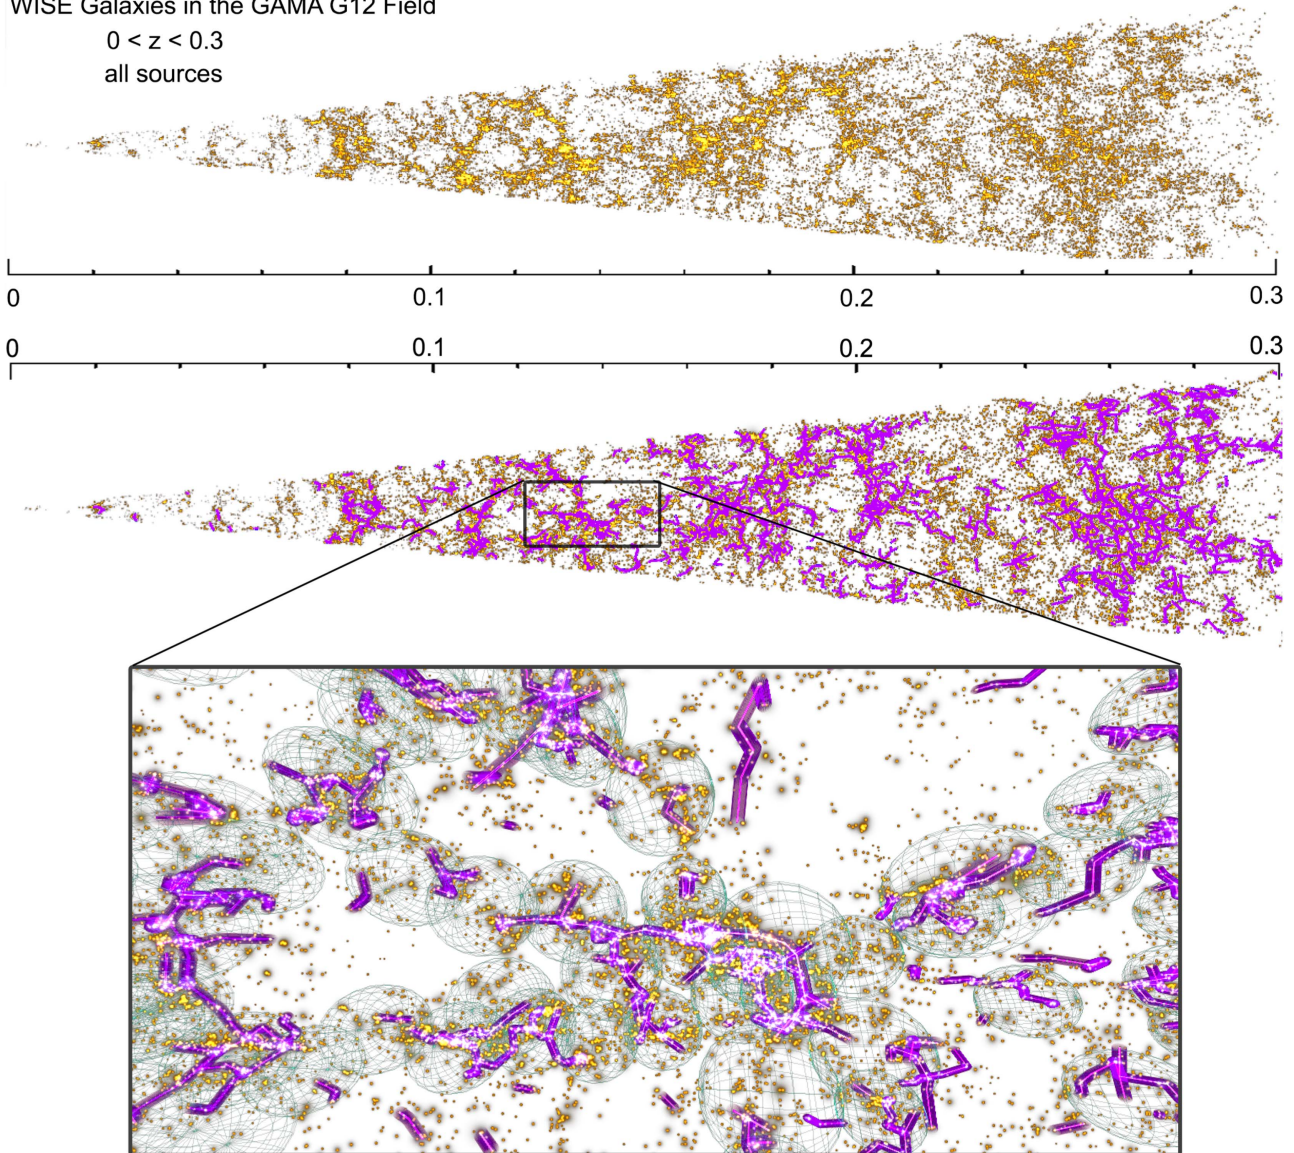 WISE Galaxies in the GAMA G12 Field
0 < z < 0.3
all sources
0 0.1 0.2 0.3
0 0.1 0.2 0.3